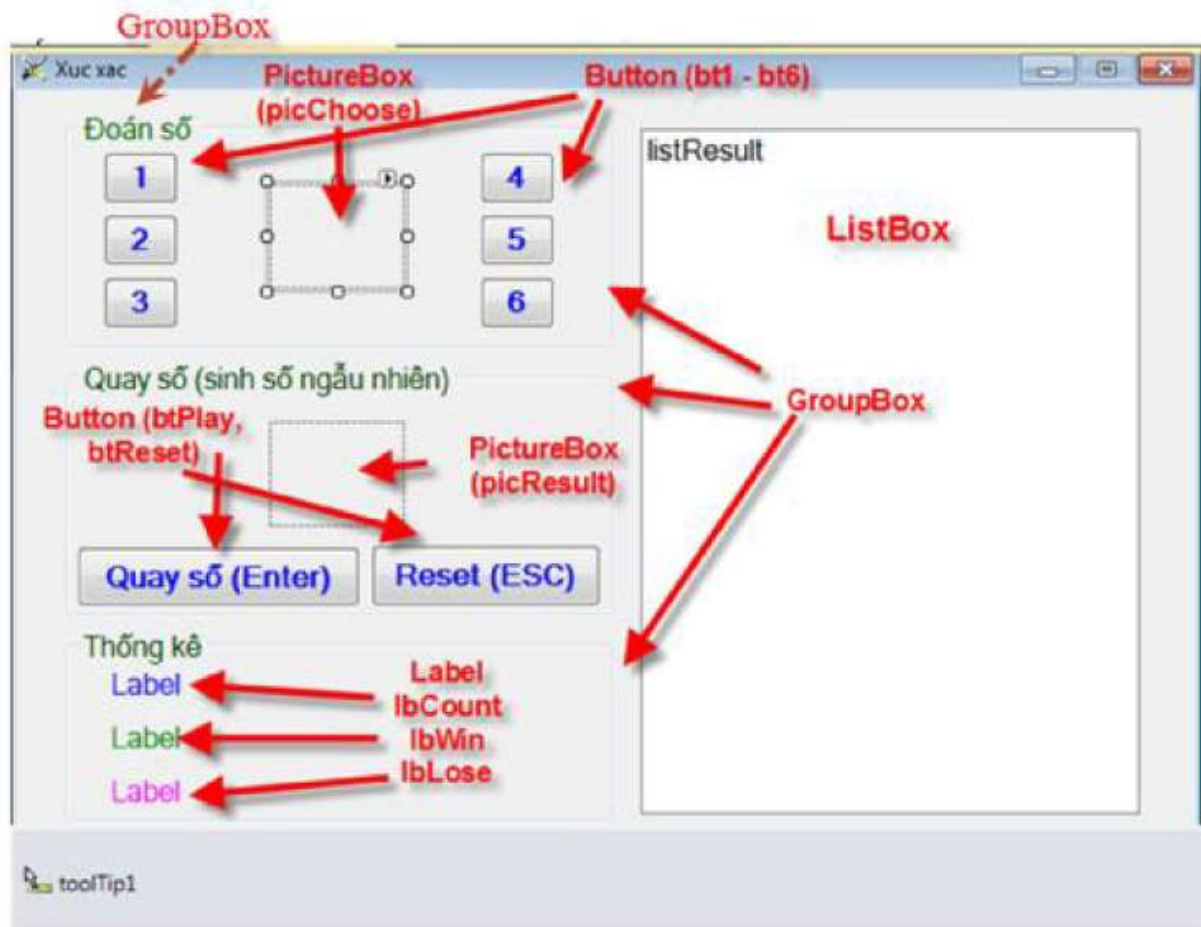 GroupBox
Xuc xac
PictureBox
(picChoose)
Button (bt1 - bt6)
Đoán số
1
2
3
4
5
6
listResult
ListBox
Quay số (sinh số ngẫu nhiên)
Button (btPlay,
btReset)
PictureBox
(picResult)
GroupBox
Quay số (Enter)
Reset (ESC)
Thống kê
Label
Label
Label
Label
lbCount
lbWin
lbLose
toolTip1